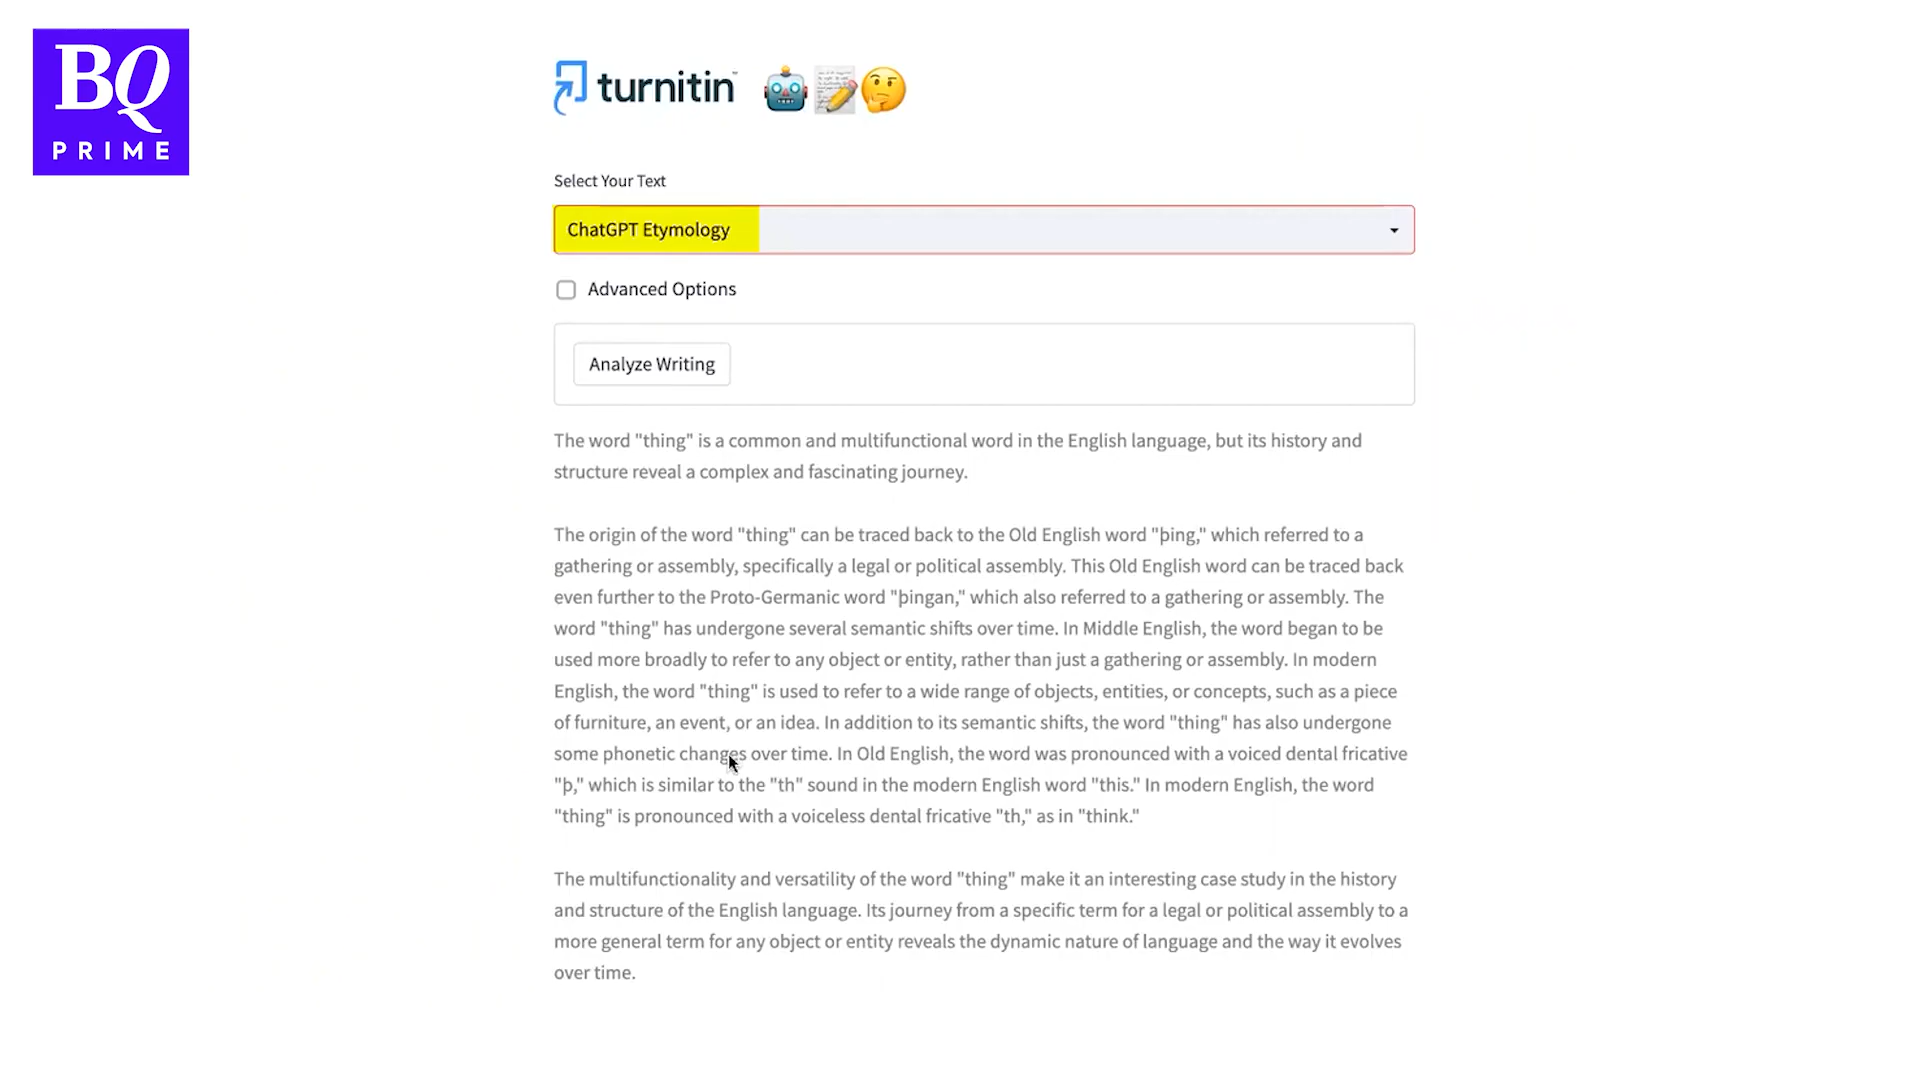 BQ
PRIME
turnitin
Select Your Text
ChatGPT Etymology
Advanced Options
Analyze Writing
The word "thing" is a common and multifunctional word in the English language, but its history and
structure reveal a complex and fascinating journey.
The origin of the word "thing" can be traced back to the Old English word "þing," which referred to a
gathering or assembly, specifically a legal or political assembly. This Old English word can be traced back
even further to the Proto-Germanic word "þingan," which also referred to a gathering or assembly. The
word "thing" has undergone several semantic shifts over time. In Middle English, the word began to be
used more broadly to refer to any object or entity, rather than just a gathering or assembly. In modern
English, the word "thing" is used to refer to a wide range of objects, entities, or concepts, such as a piece
of furniture, an event, or an idea. In addition to its semantic shifts, the word "thing" has also undergone
some phonetic changes over time. In Old English, the word was pronounced with a voiced dental fricative
"þ," which is similar to the "th" sound in the modern English word "this." In modern English, the word
"thing" is pronounced with a voiceless dental fricative "th," as in "think."
The multifunctionality and versatility of the word "thing" make it an interesting case study in the history
and structure of the English language. Its journey from a specific term for a legal or political assembly to a
more general term for any object or entity reveals the dynamic nature of language and the way it evolves
over time.